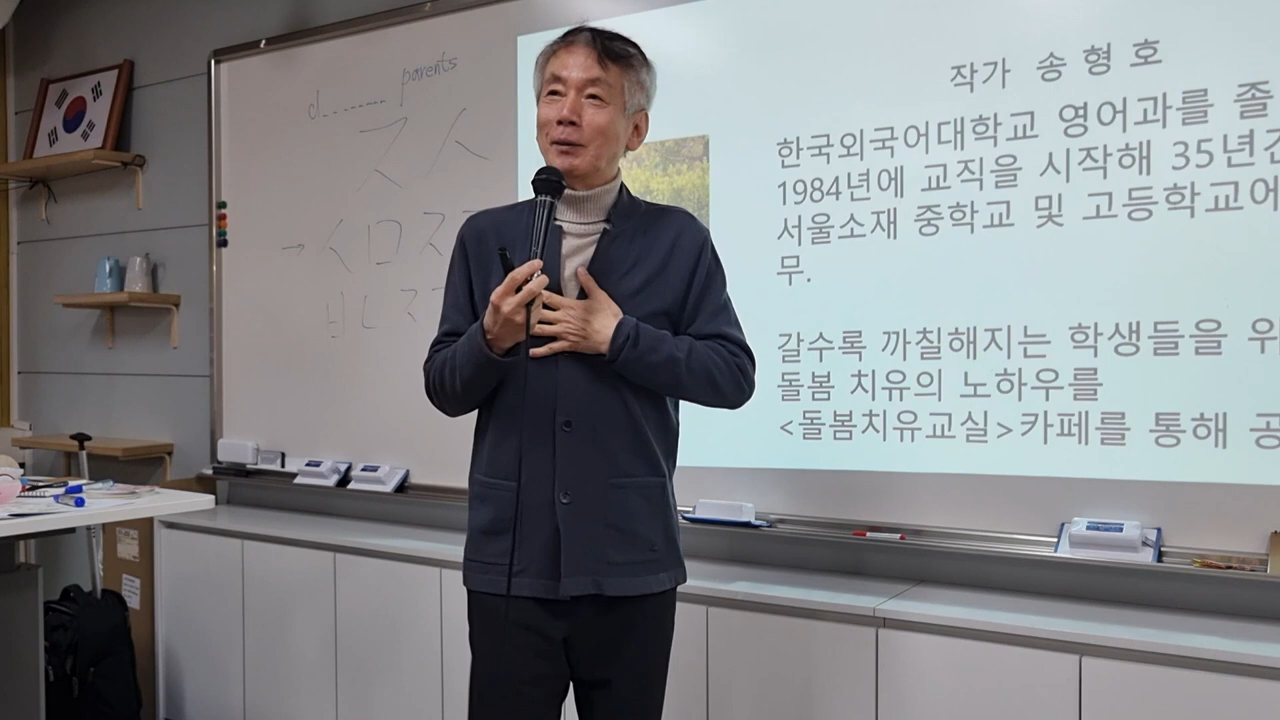 parents
d
ㅈㅅ
→ ㅅㅁㅈ
ㅂㄴㅈ
작가 송 형 호
한국외국어대학교 영어과를 졸
1984년에 교직을 시작해 35년간
서울소재 중학교 및 고등학교에
무.
갈수록 까칠해지는 학생들을 위
돌봄 치유의 노하우를
<돌봄치유교실>카페를 통해 공